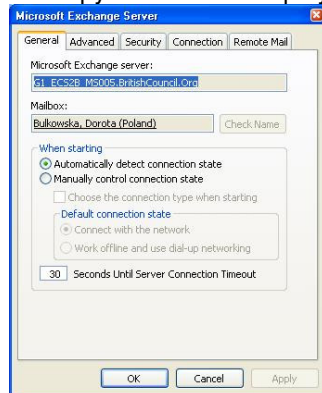 Microsoft Exchange Server
General Advanced Security Connection Remote Mail
Microsoft Exchange server:
G1_ECS2B_MS005.BritishCouncil.Org
Mailbox:
Bulkowska, Dorota (Poland) Check Name
When starting
Automatically detect connection state
Manually control connection state
Choose the connection type when starting
Default connection state
Connect with the network
Work offline and use dial-up networking
30 Seconds Until Server Connection Timeout
OK Cancel Apply